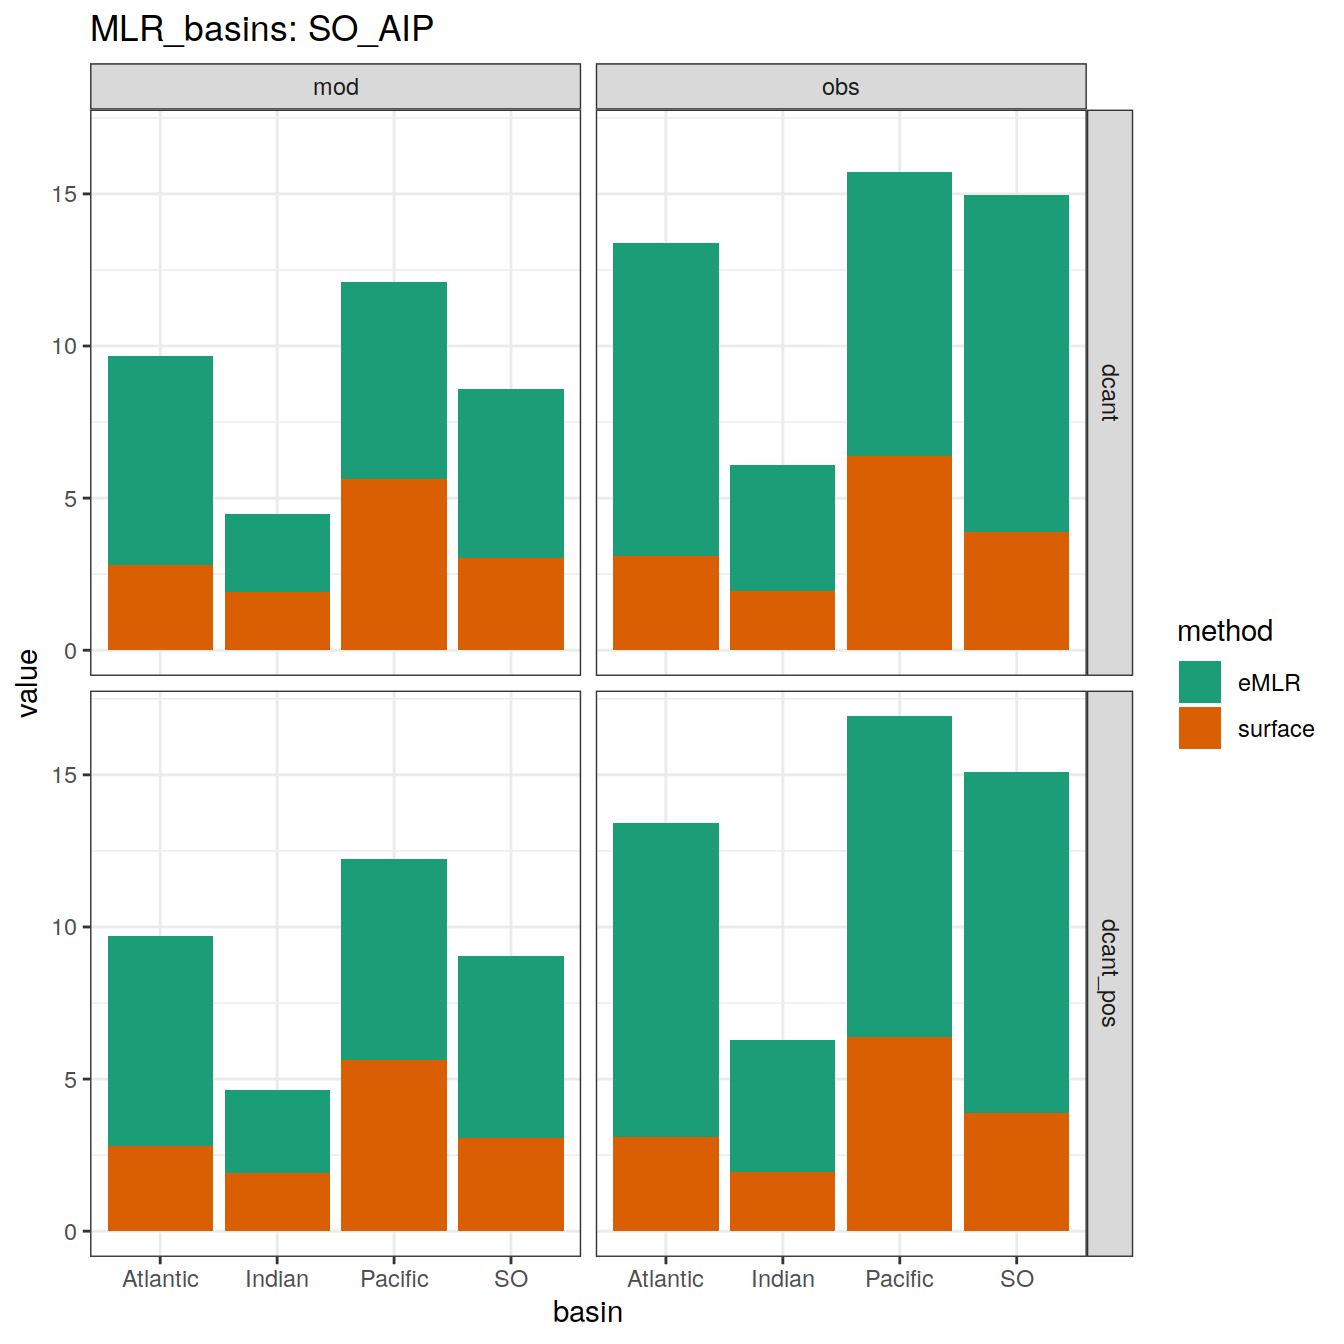 MLR_basins: SO_AIP
mod
obs
15
10
5
0
dcant
15
10
5
0
dcant_pos
value
Atlantic Indian Pacific SO
Atlantic Indian Pacific SO
basin
method
eMLR
surface